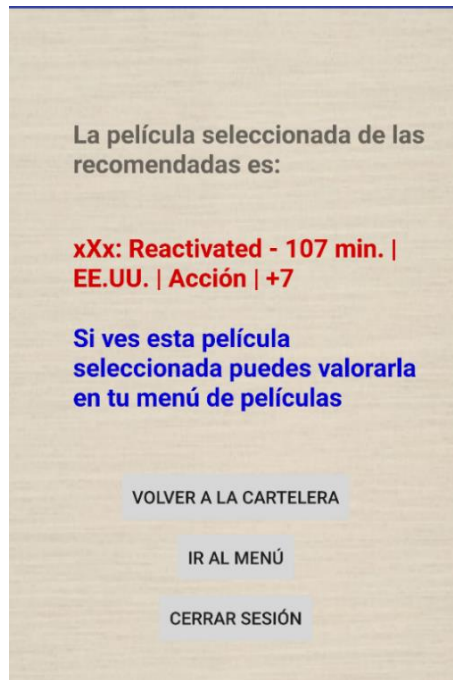 La película seleccionada de las
recomendadas es:
xXx: Reactivated - 107 min. |
EE.UU. | Acción | +7
Si ves esta película
seleccionada puedes valorarla
en tu menú de películas
VOLVER A LA CARTELERA
IR AL MENÚ
CERRAR SESIÓN